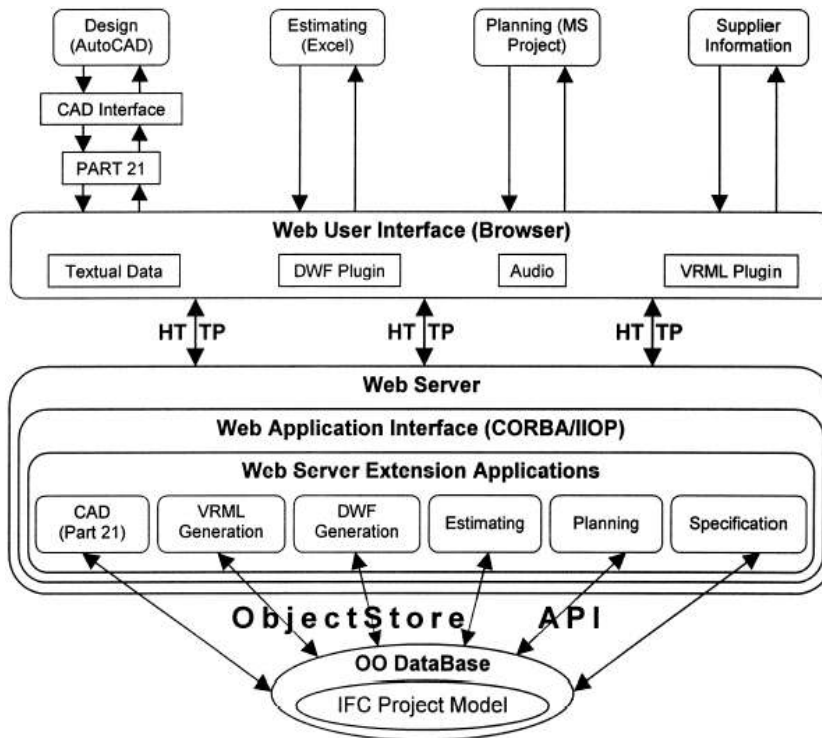 Design
(AutoCAD)
Estimating
(Excel)
Planning (MS
Project)
Supplier
Information
CAD Interface
PART 21
Web User Interface (Browser)
Textual Data
DWF Plugin
Audio
VRML Plugin
HT TP
HT TP
HT TP
Web Server
Web Application Interface (CORBA/IIOP)
Web Server Extension Applications
CAD
(Part 21)
VRML
Generation
DWF
Generation
Estimating
Planning
Specification
ObjectStore API
OO DataBase
IFC Project Model